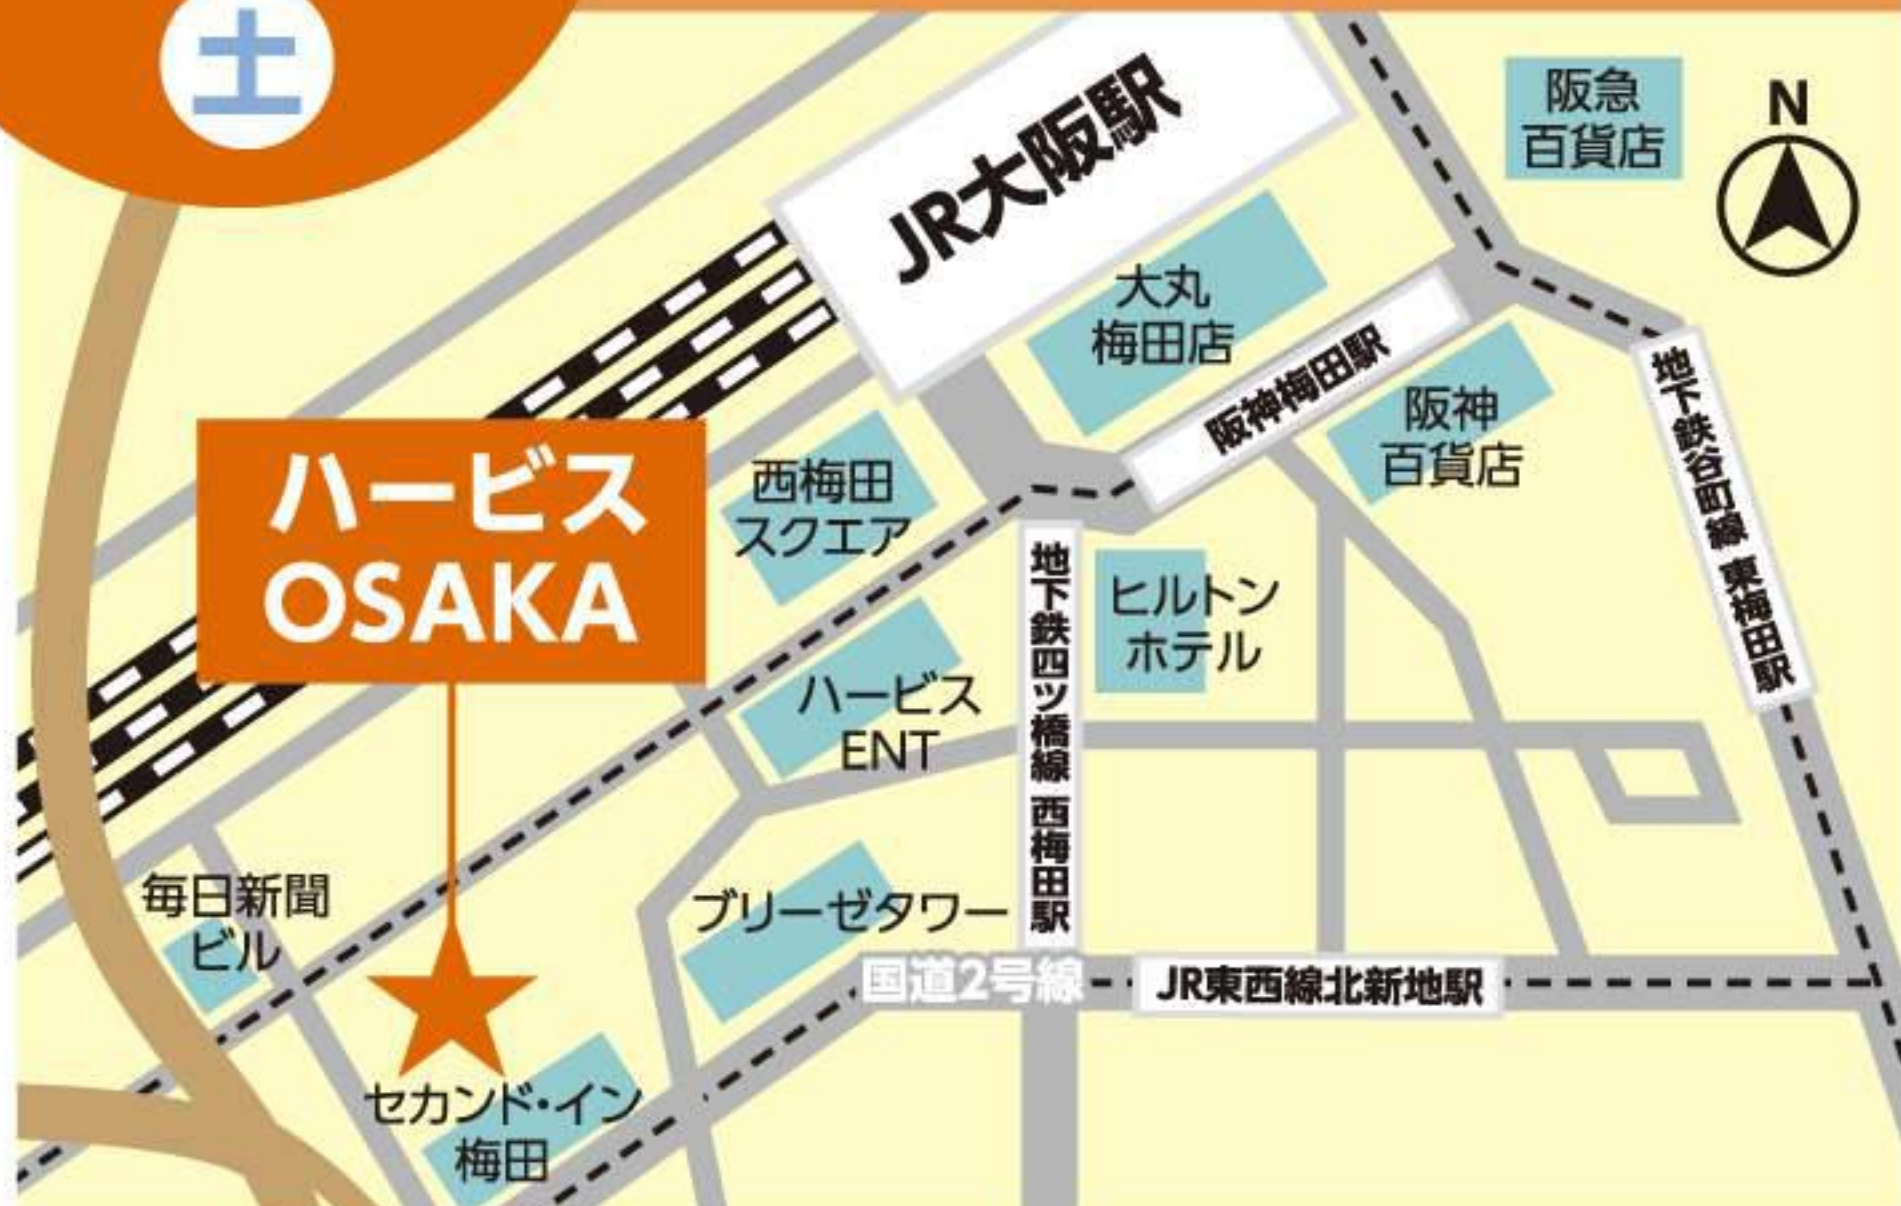 土
JR大阪駅
阪急
百貨店
N
大丸
梅田店
阪神梅田駅
阪神
百貨店
地下鉄谷町線 東梅田駅
ハービス
OSAKA
西梅田
スクエア
地下鉄四ツ橋線 西梅田駅
ヒルトン
ホテル
ハービス
ENT
毎日新聞
ビル
ブリーゼタワー
国道2号線
JR東西線北新地駅
セカンド・イン
梅田